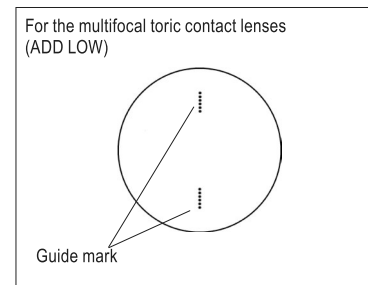 For the multifocal toric contact lenses
(ADD LOW)
Guide mark